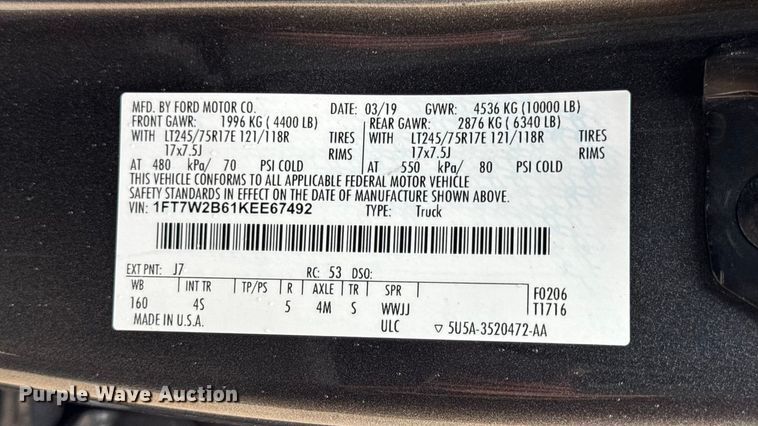 MFD. BY FORD MOTOR CO. DATE: 03/19 GVWR: 4536 KG (10000 LB)
FRONT GAWR: 1996 KG ( 4400 LB) REAR GAWR: 2876 KG ( 6340 LB)
WITH LT245/75R17E 121/118R TIRES WITH LT245/75R17E 121/118R TIRES
17x7.5J RIMS 17x7.5J RIMS
AT 480 kPa/ 70 PSI COLD AT 550 kPa/ 80 PSI COLD
THIS VEHICLE CONFORMS TO ALL APPLICABLE FEDERAL MOTOR VEHICLE
SAFETY STANDARDS IN EFFECT ON THE DATE OF MANUFACTURE SHOWN ABOVE.
VIN: 1FT7W2B61KEE67492 TYPE: Truck
EXT PNT: J7 RC: 53 DSO:
WB INT TR TP/PS R AXLE TR SPR F0206
160 4S 5 4M S WWJJ T1716
MADE IN U.S.A. ULC ▽ 5U5A-3520472-AA
Purple Wave Auction